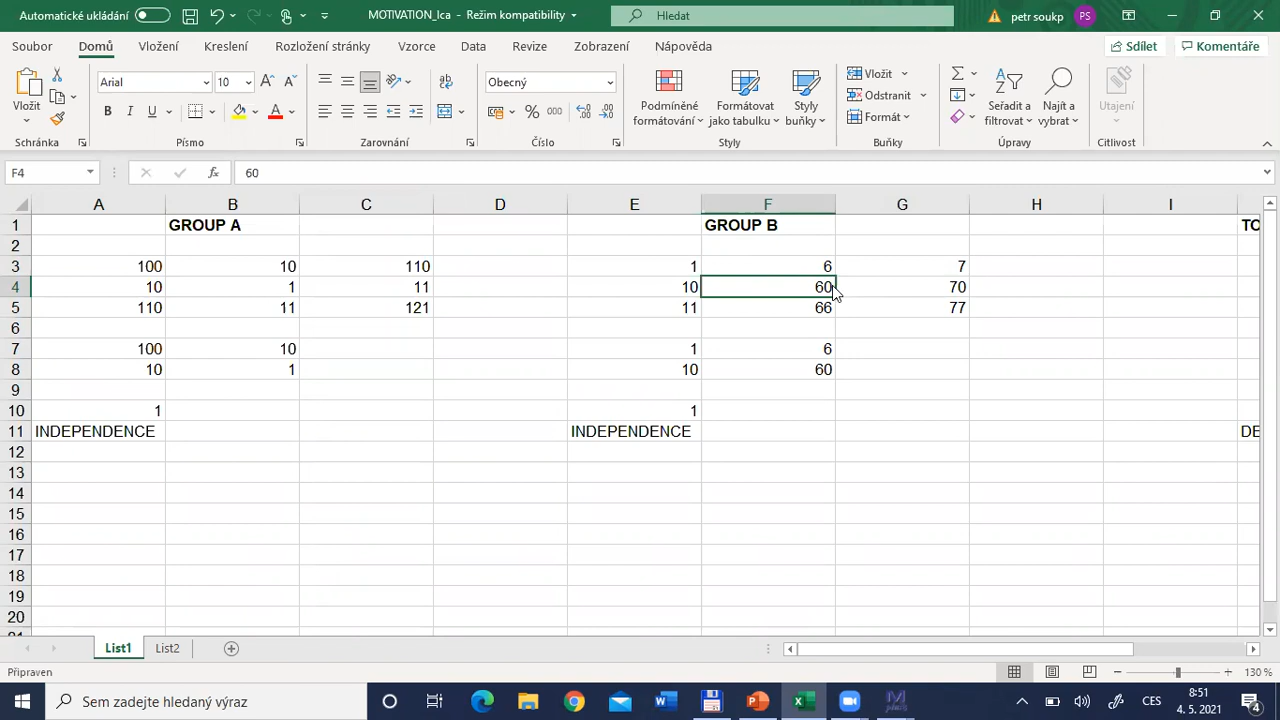 Automatické ukládání MOTIVATION_lca - Režim kompatibility Hledat petr soukp PS
Soubor Domů Vložení Kreslení Rozložení stránky Vzorce Data Revize Zobrazení Nápověda Sdílet Komentáře
Vložit Arial 10 Obecný Podmíněné formátování Formátovat jako tabulku Styly buňky Vložit Odstranit Formát Seřadit a filtrovat Najít a vybrat Utajení
Schránka Písmo Zarovnání Číslo Styly Buňky Úpravy Citlivost
F4 fx 60
A B C D E F G H I
1 GROUP A GROUP B TO
2
3 100 10 110 1 6 7
4 10 1 11 10 60 70
5 110 11 121 11 66 77
6
7 100 10 1 6
8 10 1 10 60
9
10 1 1
11 INDEPENDENCE INDEPENDENCE DE
12
13
14
15
16
17
18
19
20
List1 List2
Připraven 130 %
Sem zadejte hledaný výraz CES 8:51
4. 5. 2021 4